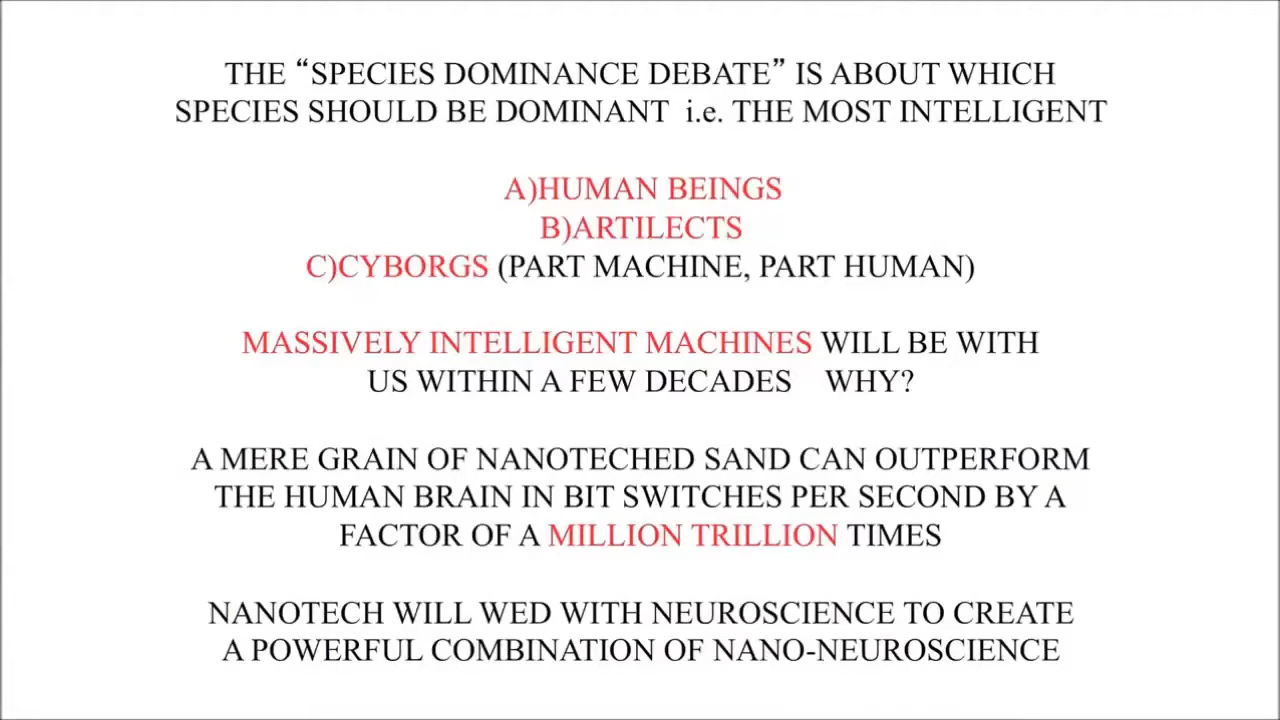 THE “SPECIES DOMINANCE DEBATE” IS ABOUT WHICH
SPECIES SHOULD BE DOMINANT i.e. THE MOST INTELLIGENT
A)HUMAN BEINGS
B)ARTILECTS
C)CYBORGS (PART MACHINE, PART HUMAN)
MASSIVELY INTELLIGENT MACHINES WILL BE WITH
US WITHIN A FEW DECADES WHY?
A MERE GRAIN OF NANOTECHED SAND CAN OUTPERFORM
THE HUMAN BRAIN IN BIT SWITCHES PER SECOND BY A
FACTOR OF A MILLION TRILLION TIMES
NANOTECH WILL WED WITH NEUROSCIENCE TO CREATE
A POWERFUL COMBINATION OF NANO-NEUROSCIENCE